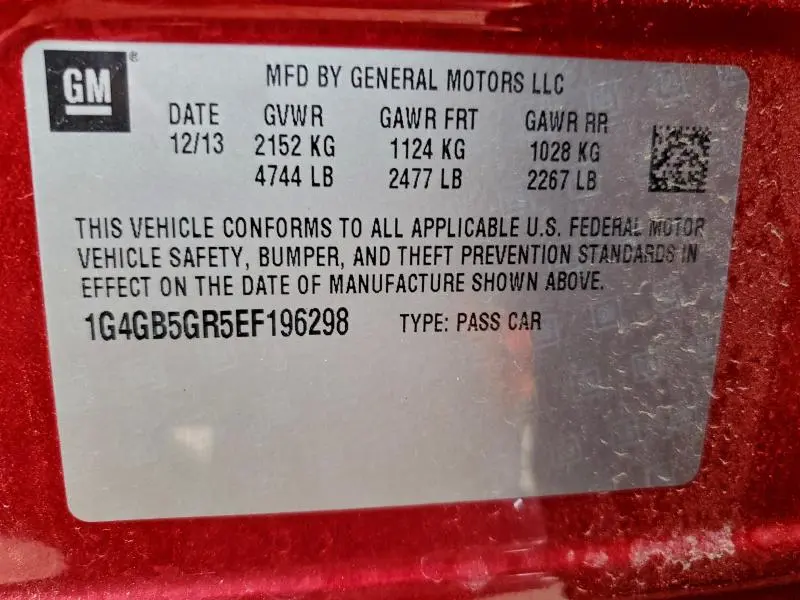 GM®
MFD BY GENERAL MOTORS LLC
DATE GVWR GAWR FRT GAWR RR
12/13 2152 KG 1124 KG 1028 KG
4744 LB 2477 LB 2267 LB
THIS VEHICLE CONFORMS TO ALL APPLICABLE U.S. FEDERAL MOTOR
VEHICLE SAFETY, BUMPER, AND THEFT PREVENTION STANDARDS IN
EFFECT ON THE DATE OF MANUFACTURE SHOWN ABOVE.
1G4GB5GR5EF196298 TYPE: PASS CAR